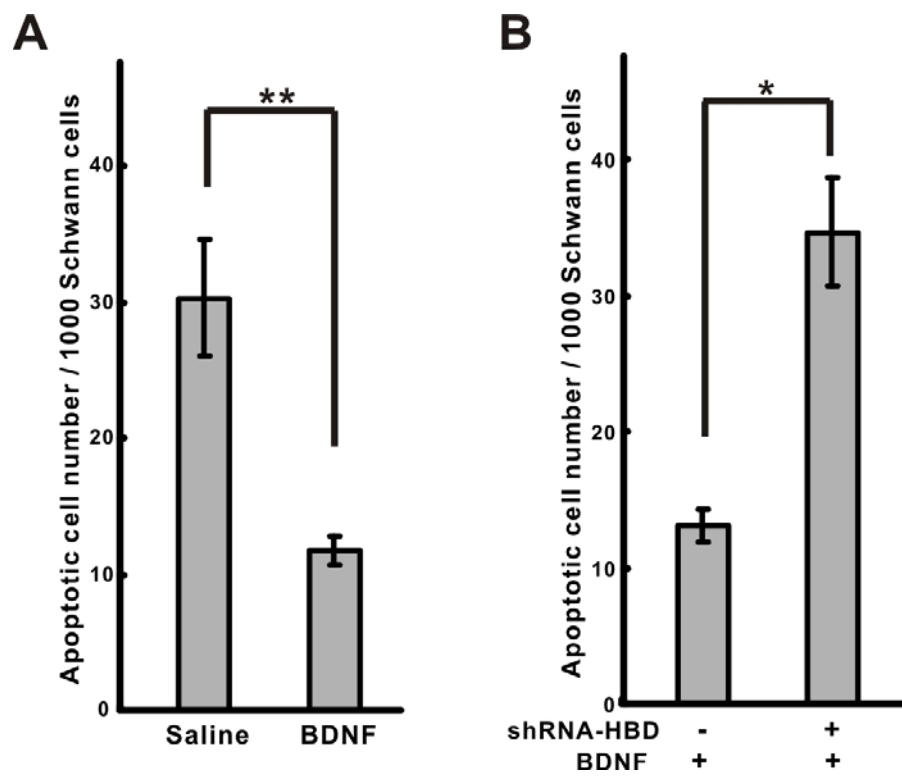 A
Apoptotic cell number / 1000 Schwann cells
**
40
30
20
10
0
Saline BDNF
B
Apoptotic cell number / 1000 Schwann cells
*
40
30
20
10
0
shRNA-HBD - +
BDNF + +